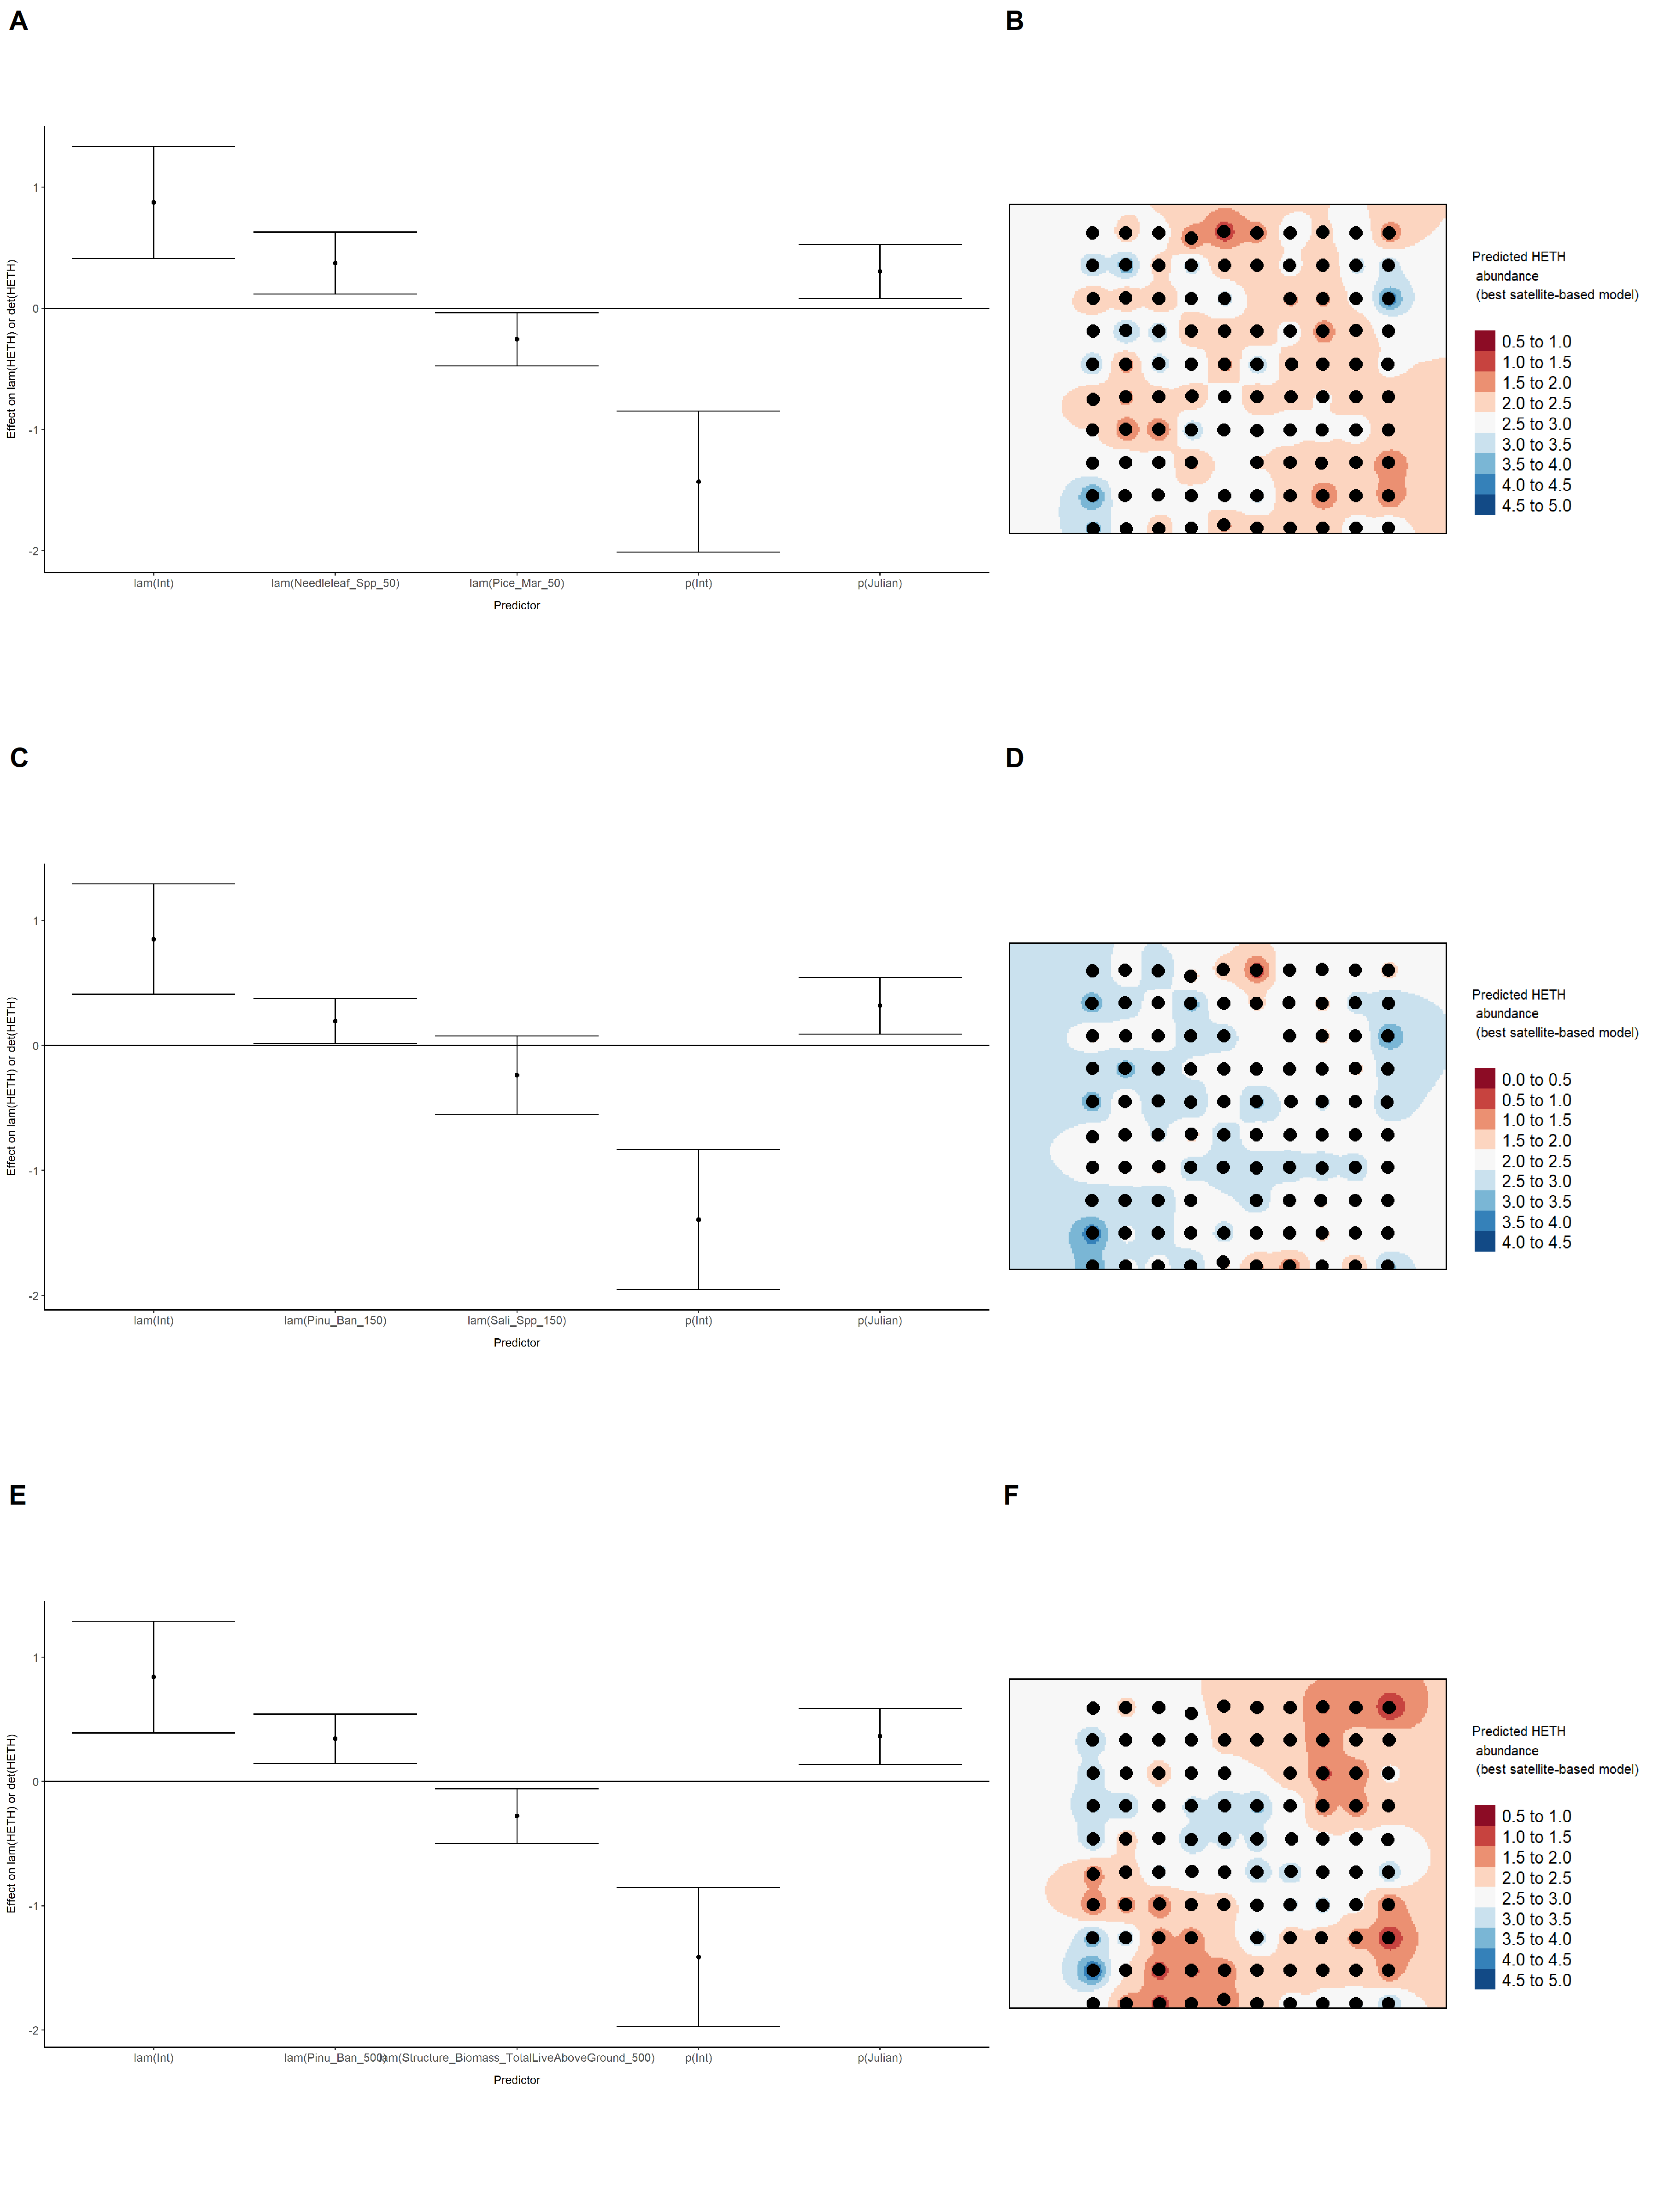 A
B
Effect on lam(HETH) or det(HETH)
1
0
-1
-2
lam(Int)
lam(Needleleaf_Spp_50)
lam(Pice_Mar_50)
p(Int)
p(Julian)
Predictor
Predicted HETH
abundance
(best satellite-based model)
0.5 to 1.0
1.0 to 1.5
1.5 to 2.0
2.0 to 2.5
2.5 to 3.0
3.0 to 3.5
3.5 to 4.0
4.0 to 4.5
4.5 to 5.0
C
D
Effect on lam(HETH) or det(HETH)
1
0
-1
-2
lam(Int)
lam(Pinu_Ban_150)
lam(Sali_Spp_150)
p(Int)
p(Julian)
Predictor
Predicted HETH
abundance
(best satellite-based model)
0.0 to 0.5
0.5 to 1.0
1.0 to 1.5
1.5 to 2.0
2.0 to 2.5
2.5 to 3.0
3.0 to 3.5
3.5 to 4.0
4.0 to 4.5
E
F
Effect on lam(HETH) or det(HETH)
1
0
-1
-2
lam(Int)
lam(Pinu_Ban_500)
lam(Structure_Biomass_TotalLiveAboveGround_500)
p(Int)
p(Julian)
Predictor
Predicted HETH
abundance
(best satellite-based model)
0.5 to 1.0
1.0 to 1.5
1.5 to 2.0
2.0 to 2.5
2.5 to 3.0
3.0 to 3.5
3.5 to 4.0
4.0 to 4.5
4.5 to 5.0